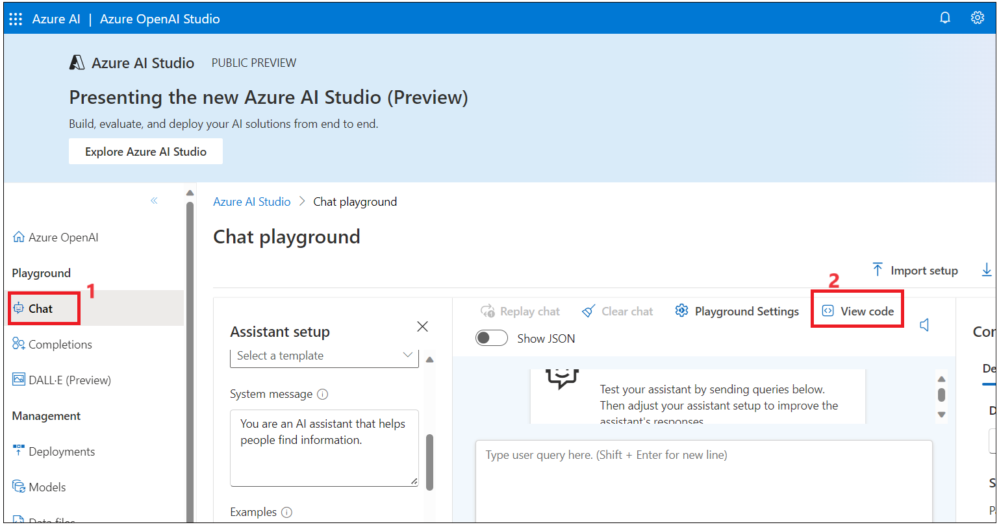 Azure AI | Azure OpenAI Studio
Azure AI Studio PUBLIC PREVIEW
Presenting the new Azure AI Studio (Preview)
Build, evaluate, and deploy your AI solutions from end to end.
Explore Azure AI Studio
Azure AI Studio > Chat playground
Chat playground
Import setup
Azure OpenAI
Playground
1
Chat
Completions
DALL·E (Preview)
Management
Deployments
Models
Data files
Assistant setup
Select a template
System message
You are an AI assistant that helps
people find information.
Examples
2
Replay chat Clear chat Playground Settings View code
Show JSON
Test your assistant by sending queries below.
Then adjust your assistant setup to improve the
assistant's responses
Type user query here. (Shift + Enter for new line)